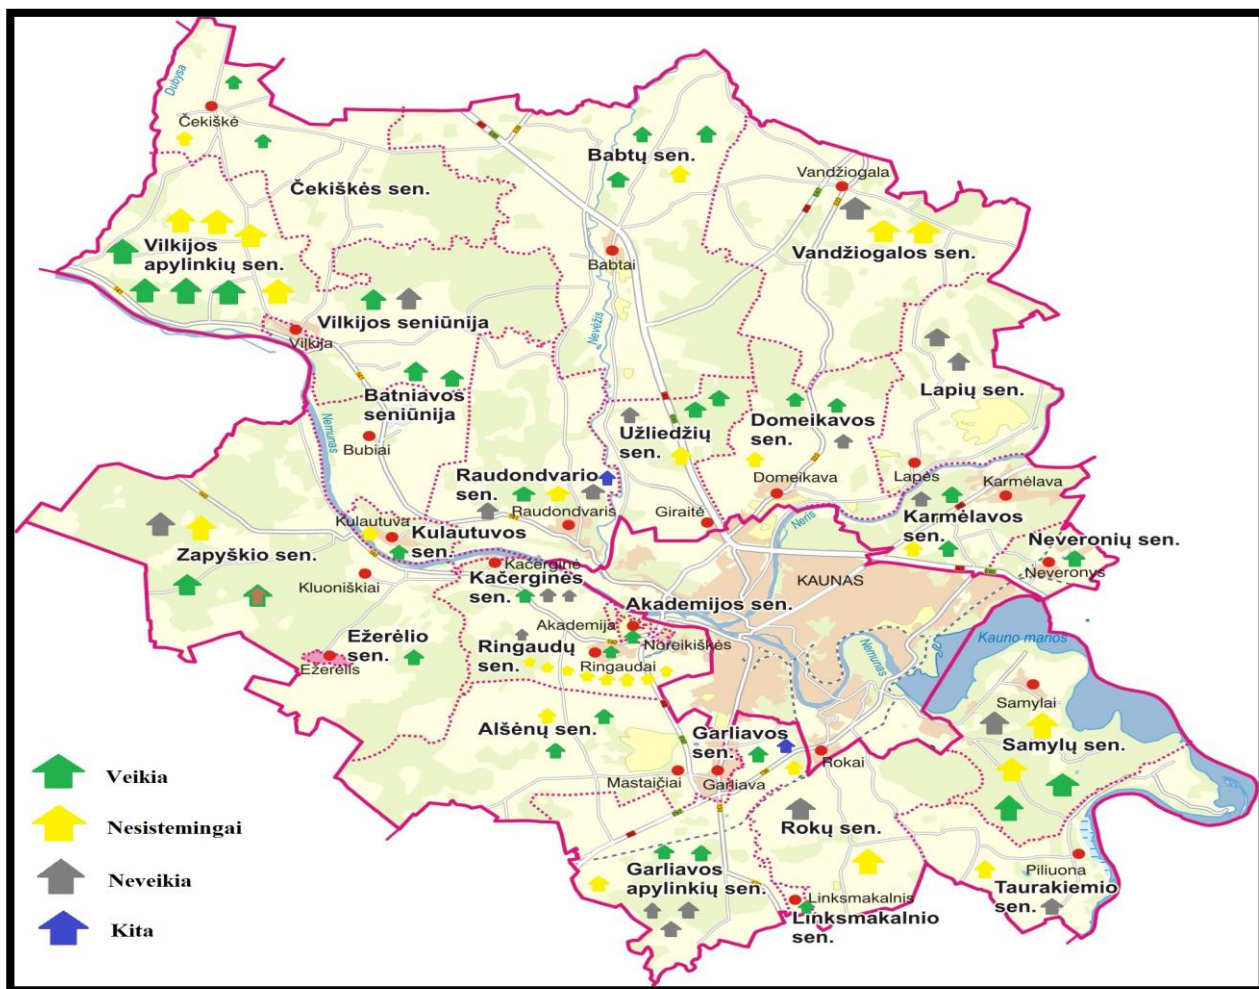 Dubysa
Čekiškė
Čekiškės sen.
Babtų sen.
Vandžiogala
Vandžiogalos sen.
Vilkijos
apylinkių sen.
Babtai
Nevėžis
Vilkija
Vilkijos seniūnija
Lapių sen.
Batniavos
seniūnija
Nemunas
Bubiai
Užliedžių
sen.
Domeikavos
sen.
Domeikava
Lapės
Karmėlava
Raudondvario
sen.
Raudondvaris
Giraitė
Neris
Karmėlavos
sen.
Kulautuva
Kulautuvos
sen.
Zapyškio sen.
Neveronių sen.
Neveronys
Kluoniškiai
Kačerginė
Kačerginės
sen.
KAUNAS
Akademijos sen.
Akademija
Noreikiškės
Ežerėlio
sen.
Ežerėlis
Ringaudų
sen.
Ringaudai
Nemunas
Kauno marios
Samylai
Samylų sen.
Alšėnų sen.
Garliavos
sen.
Mastaičiai
Garliava
Rokai
Rokų sen.
Garliavos
apylinkių sen.
Linksmakalnis
Linksmakalnio
sen.
Piliuona
Taurakiemio
sen.
Veikia
Nesistemingai
Neveikia
Kita